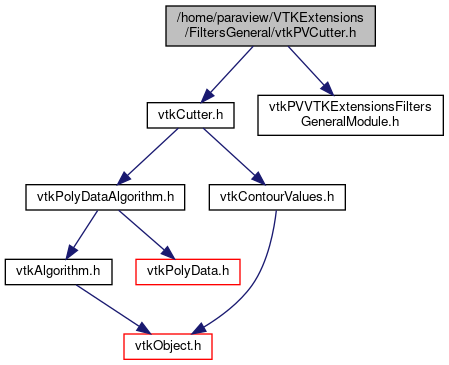 /home/paraview/VTKExtensions
/FiltersGeneral/vtkPVCutter.h
vtkCutter.h
vtkPVVTKExtensionsFilters
GeneralModule.h
vtkPolyDataAlgorithm.h
vtkContourValues.h
vtkAlgorithm.h
vtkPolyData.h
vtkObject.h